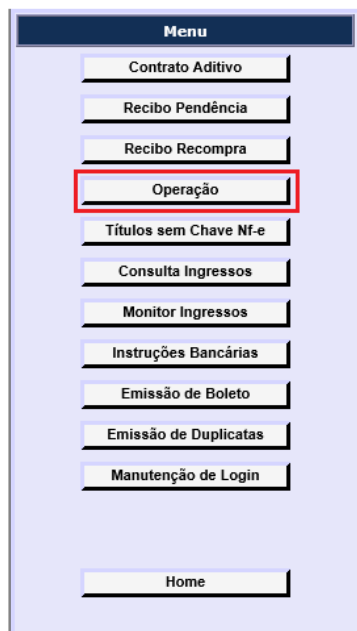 Menu
Contrato Aditivo
Recibo Pendência
Recibo Recompra
Operação
Títulos sem Chave Nf-e
Consulta Ingressos
Monitor Ingressos
Instruções Bancárias
Emissão de Boleto
Emissão de Duplicatas
Manutenção de Login
Home